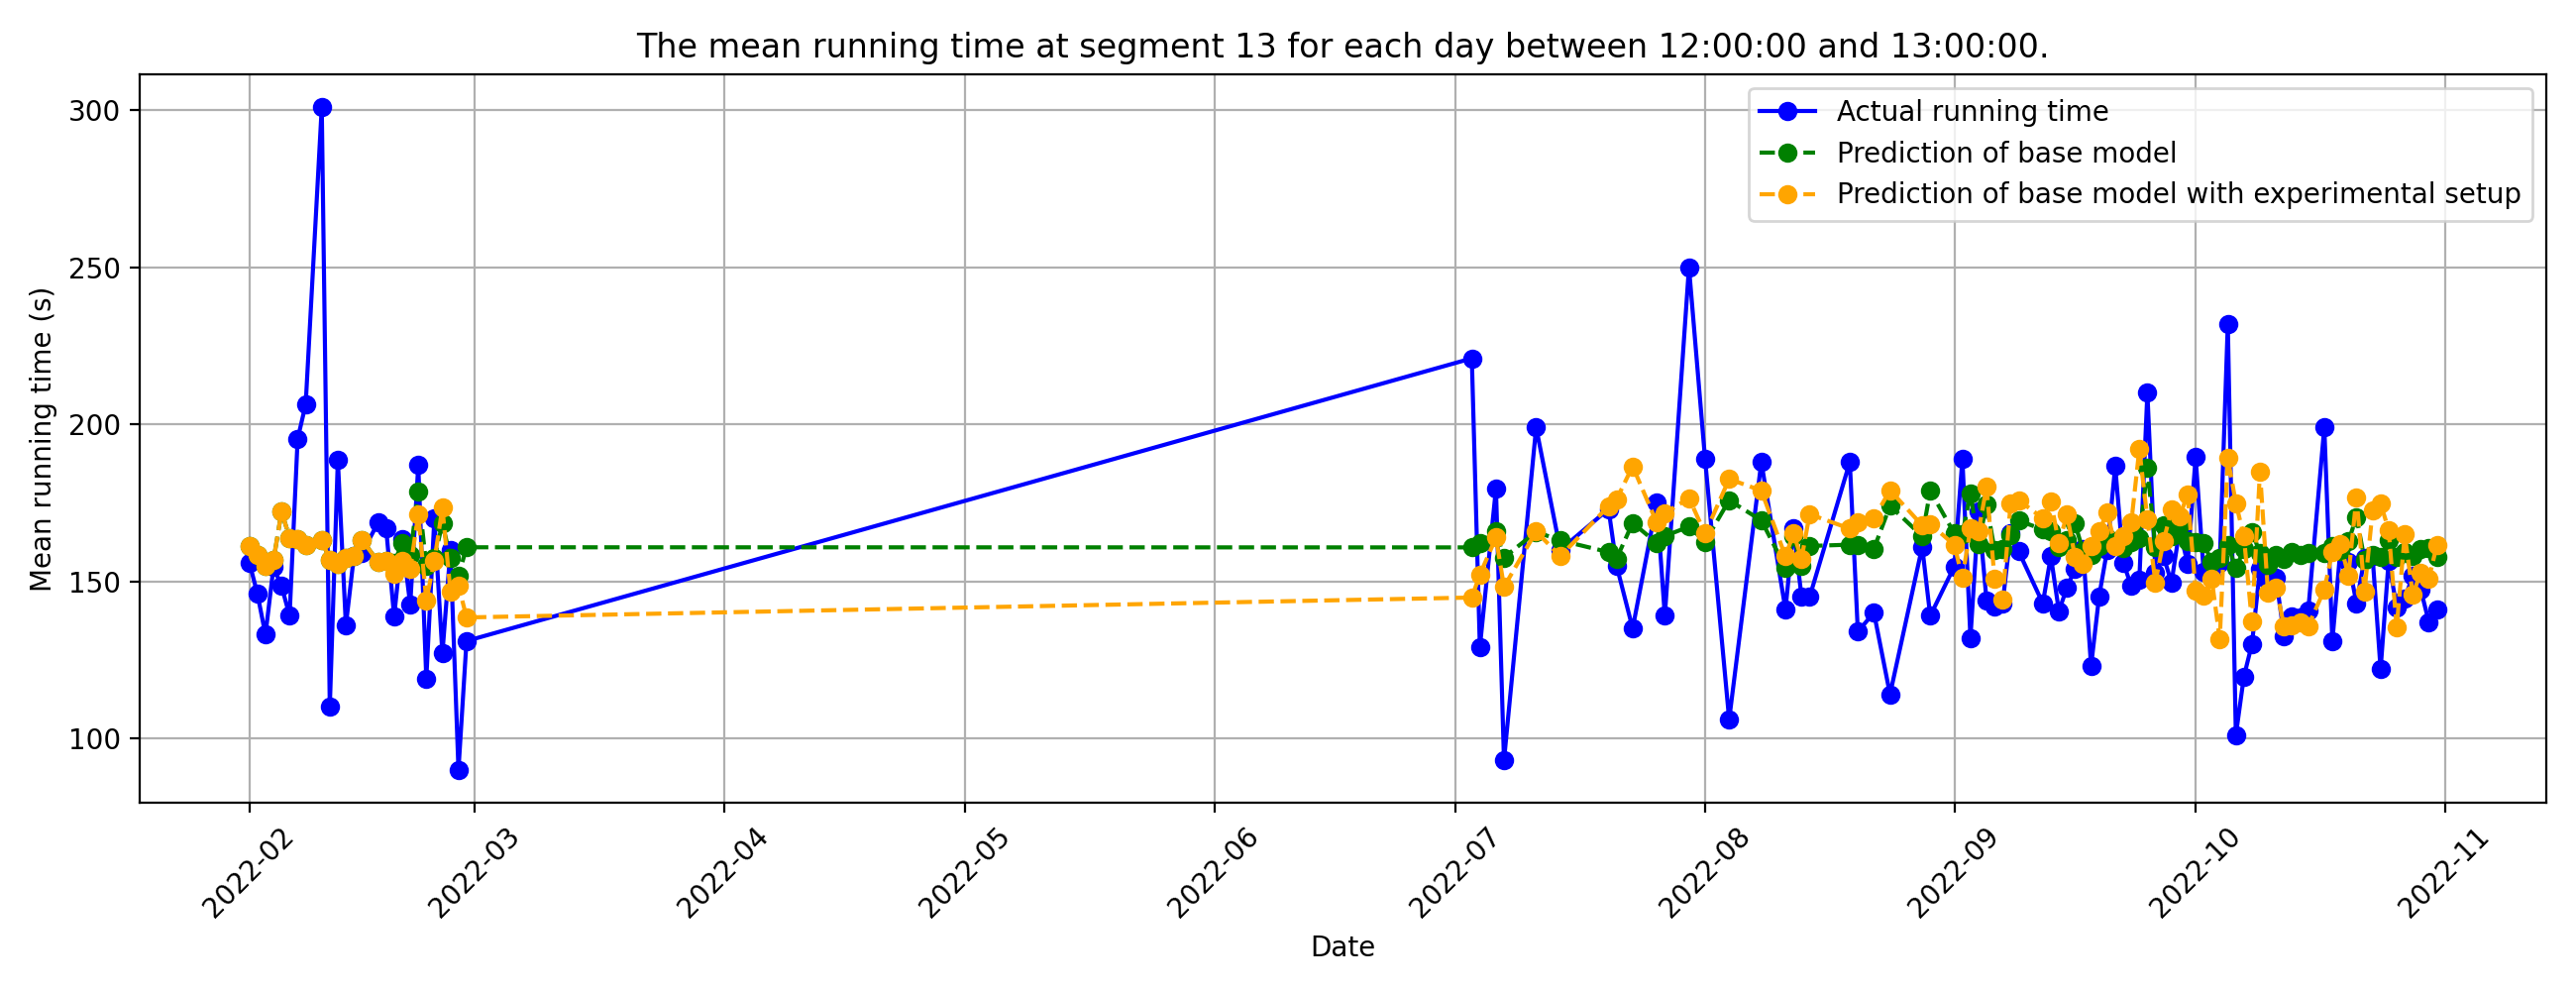 The mean running time at segment 13 for each day between 12:00:00 and 13:00:00.
Actual running time
Prediction of base model
Prediction of base model with experimental setup
Mean running time (s)
300
250
200
150
100
2022-02
2022-03
2022-04
2022-05
2022-06
2022-07
2022-08
2022-09
2022-10
2022-11
Date